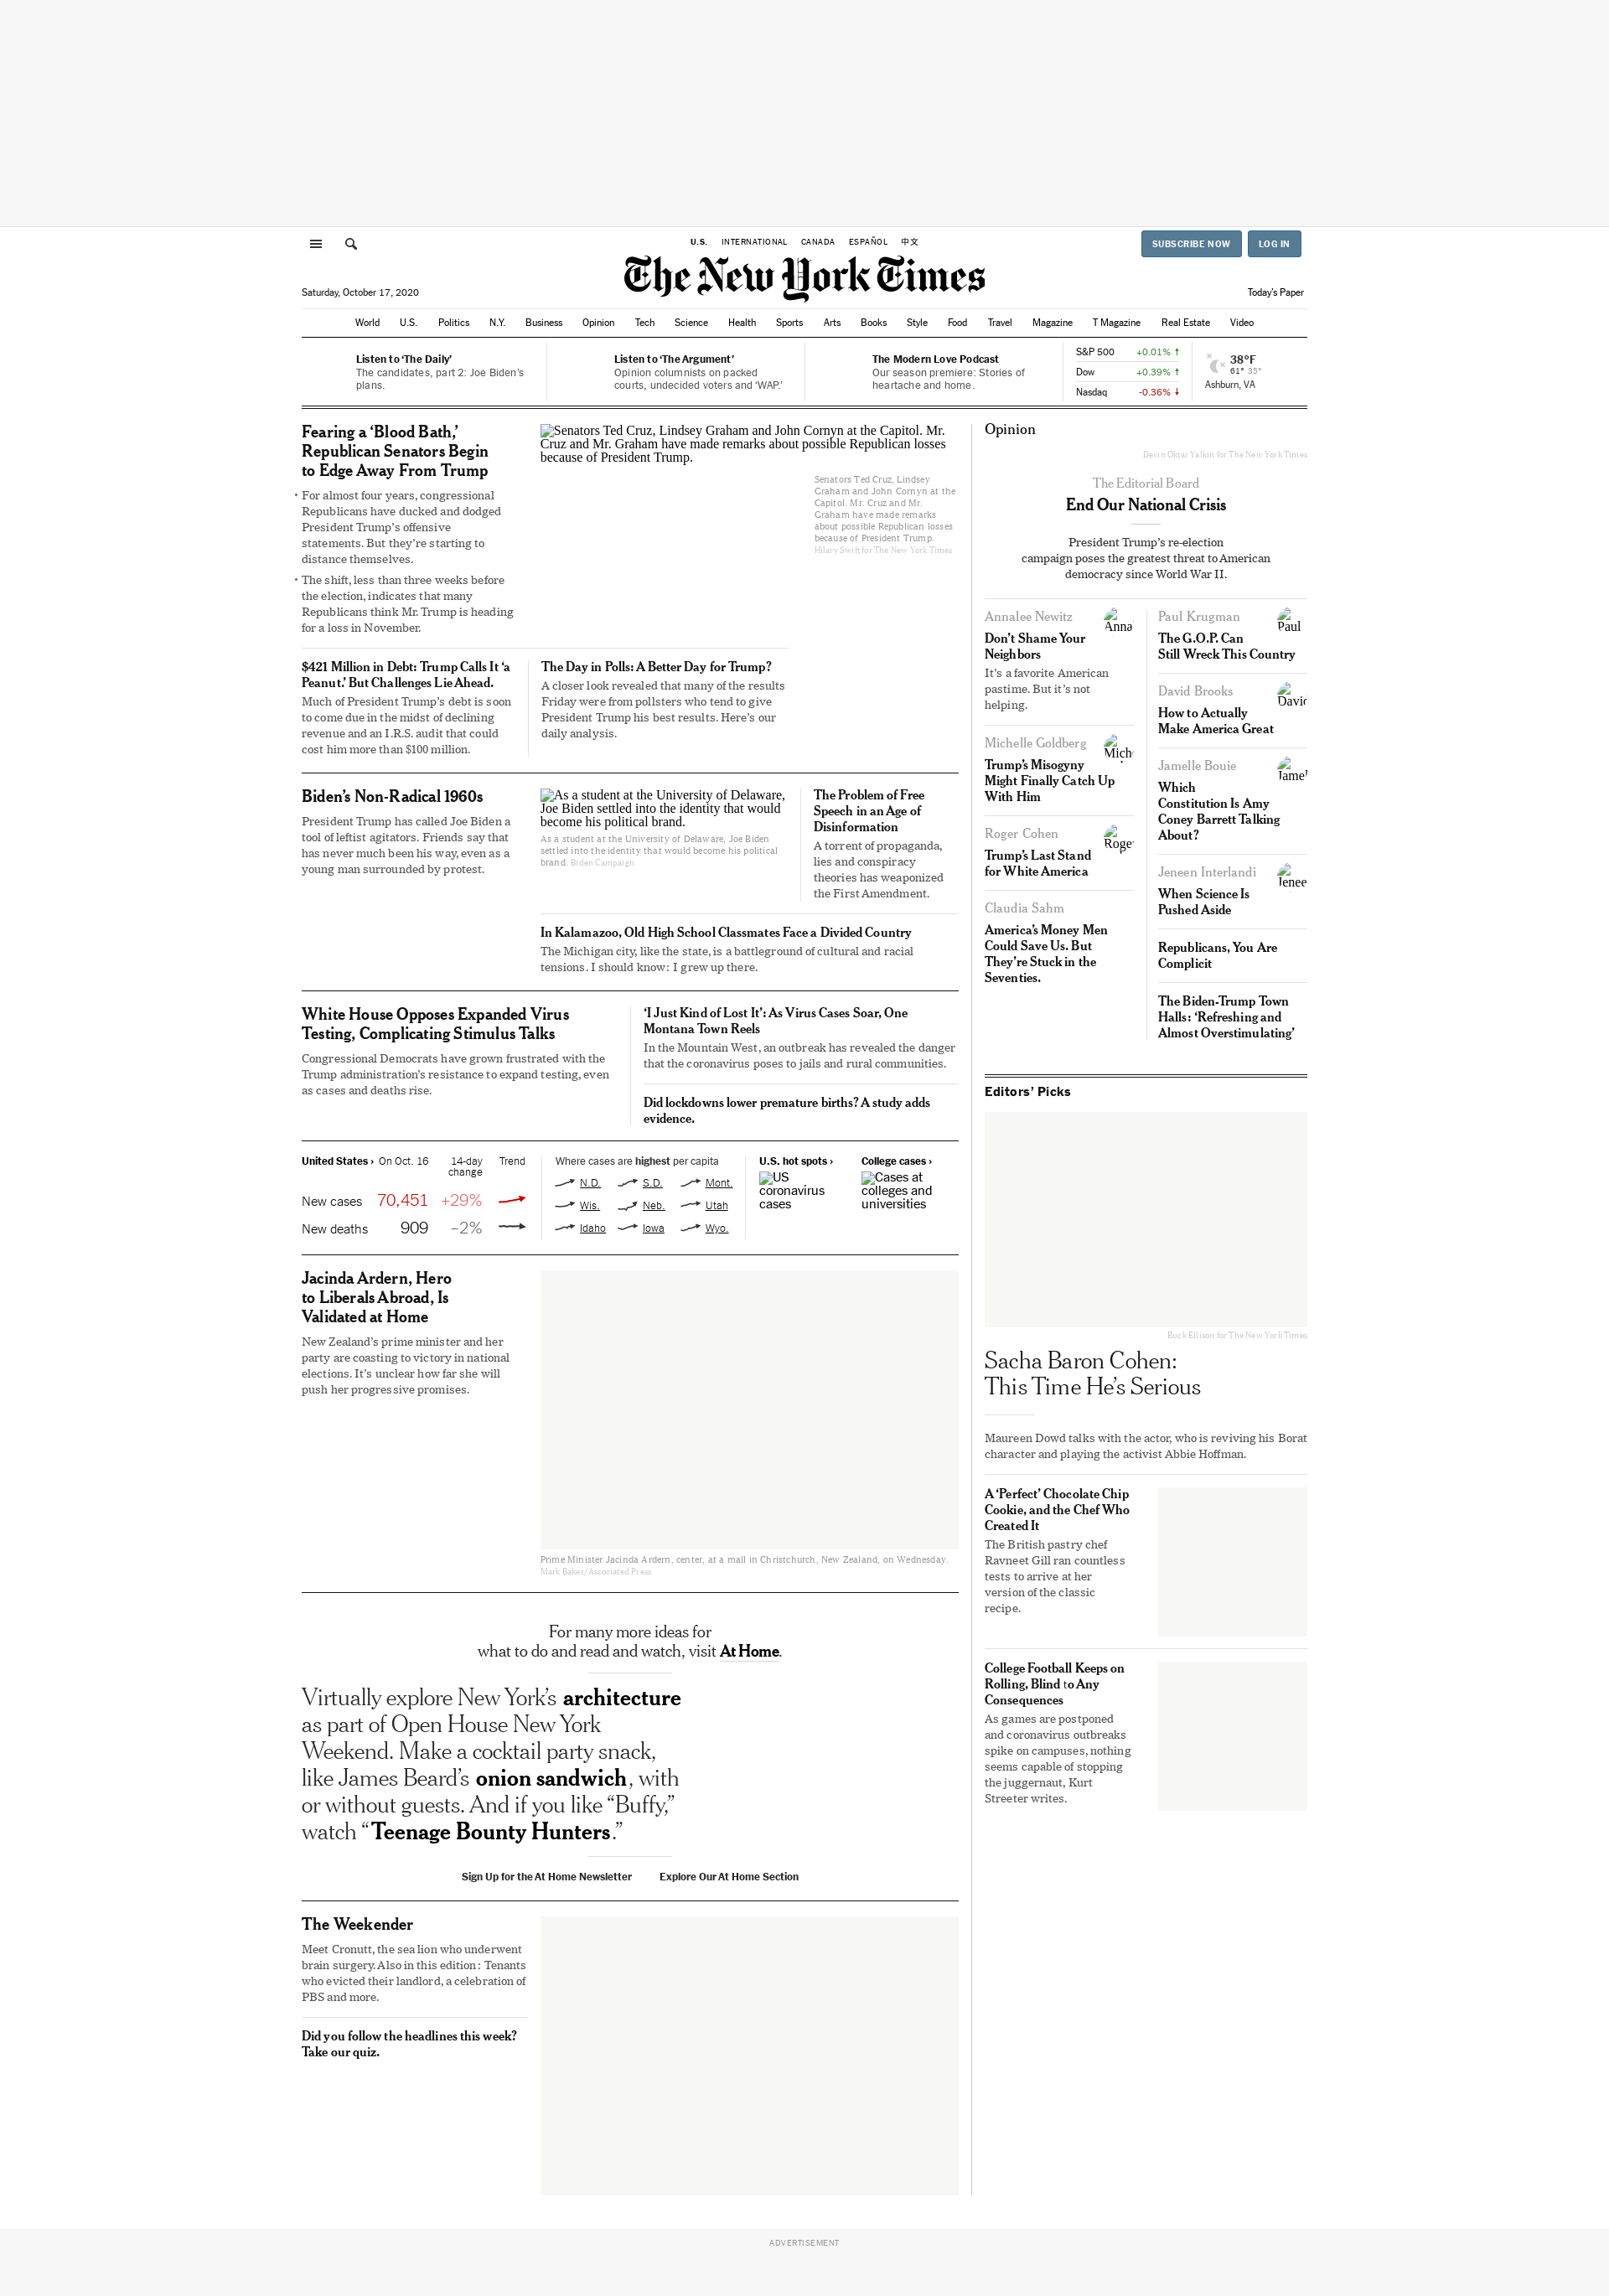 U.S. INTERNATIONAL CANADA ESPAÑOL 中文
SUBSCRIBE NOW LOG IN
The New York Times
Saturday, October 17, 2020
Today’s Paper
World U.S. Politics N.Y. Business Opinion Tech Science Health Sports Arts Books Style Food Travel Magazine T Magazine Real Estate Video
Listen to ‘The Daily’
The candidates, part 2: Joe Biden’s
plans.
Listen to ‘The Argument’
Opinion columnists on packed
courts, undecided voters and ‘WAP.’
The Modern Love Podcast
Our season premiere: Stories of
heartache and home.
S&P 500 +0.01%
Dow +0.39%
Nasdaq -0.36%
38°F
61° 35°
Ashburn, VA
Fearing a ‘Blood Bath,’
Republican Senators Begin
to Edge Away From Trump
• For almost four years, congressional
Republicans have ducked and dodged
President Trump’s offensive
statements. But they’re starting to
distance themselves.
• The shift, less than three weeks before
the election, indicates that many
Republicans think Mr. Trump is heading
for a loss in November.
Senators Ted Cruz, Lindsey Graham and John Cornyn at the Capitol. Mr.
Cruz and Mr. Graham have made remarks about possible Republican losses
because of President Trump.
Senators Ted Cruz, Lindsey
Graham and John Cornyn at the
Capitol. Mr. Cruz and Mr.
Graham have made remarks
about possible Republican losses
because of President Trump.
Hilary Swift for The New York Times
$421 Million in Debt: Trump Calls It ‘a
Peanut.’ But Challenges Lie Ahead.
Much of President Trump’s debt is soon
to come due in the midst of declining
revenue and an I.R.S. audit that could
cost him more than $100 million.
The Day in Polls: A Better Day for Trump?
A closer look revealed that many of the results
Friday were from pollsters who tend to give
President Trump his best results. Here’s our
daily analysis.
Biden’s Non-Radical 1960s
President Trump has called Joe Biden a
tool of leftist agitators. Friends say that
has never much been his way, even as a
young man surrounded by protest.
As a student at the University of Delaware,
Joe Biden settled into the identity that would
become his political brand.
As a student at the University of Delaware, Joe Biden
settled into the identity that would become his political
brand. Biden Campaign
The Problem of Free
Speech in an Age of
Disinformation
A torrent of propaganda,
lies and conspiracy
theories has weaponized
the First Amendment.
In Kalamazoo, Old High School Classmates Face a Divided Country
The Michigan city, like the state, is a battleground of cultural and racial
tensions. I should know: I grew up there.
White House Opposes Expanded Virus
Testing, Complicating Stimulus Talks
Congressional Democrats have grown frustrated with the
Trump administration’s resistance to expand testing, even
as cases and deaths rise.
‘I Just Kind of Lost It’: As Virus Cases Soar, One
Montana Town Reels
In the Mountain West, an outbreak has revealed the danger
that the coronavirus poses to jails and rural communities.
Did lockdowns lower premature births? A study adds
evidence.
United States › On Oct. 16 14-day
change Trend
New cases 70,451 +29%
New deaths 909 –2%
Where cases are highest per capita
N.D. S.D. Mont.
Wis. Neb. Utah
Idaho Iowa Wyo.
U.S. hot spots ›
US
coronavirus
cases
College cases ›
Cases at
colleges and
universities
Jacinda Ardern, Hero
to Liberals Abroad, Is
Validated at Home
New Zealand’s prime minister and her
party are coasting to victory in national
elections. It’s unclear how far she will
push her progressive promises.
Prime Minister Jacinda Ardern, center, at a mall in Christchurch, New Zealand, on Wednesday.
Mark Baker/Associated Press
For many more ideas for
what to do and read and watch, visit At Home.
Virtually explore New York’s architecture
as part of Open House New York
Weekend. Make a cocktail party snack,
like James Beard’s onion sandwich, with
or without guests. And if you like “Buffy,”
watch “Teenage Bounty Hunters.”
Sign Up for the At Home Newsletter Explore Our At Home Section
The Weekender
Meet Cronutt, the sea lion who underwent
brain surgery. Also in this edition: Tenants
who evicted their landlord, a celebration of
PBS and more.
Did you follow the headlines this week?
Take our quiz.
Opinion
Devin Oktar Yalkin for The New York Times
The Editorial Board
End Our National Crisis
President Trump’s re-election
campaign poses the greatest threat to American
democracy since World War II.
Annalee Newitz
Anna
Don’t Shame Your
Neighbors
It’s a favorite American
pastime. But it’s not
helping.
Michelle Goldberg
Miche
Trump’s Misogyny
Might Finally Catch Up
With Him
Roger Cohen
Roger
Trump’s Last Stand
for White America
Claudia Sahm
America’s Money Men
Could Save Us. But
They’re Stuck in the
Seventies.
Paul Krugman
Paul
The G.O.P. Can
Still Wreck This Country
David Brooks
David
How to Actually
Make America Great
Jamelle Bouie
Jamel
Which
Constitution Is Amy
Coney Barrett Talking
About?
Jeneen Interlandi
Jenee
When Science Is
Pushed Aside
Republicans, You Are
Complicit
The Biden-Trump Town
Halls: ‘Refreshing and
Almost Overstimulating’
Editors’ Picks
Buck Ellison for The New York Times
Sacha Baron Cohen:
This Time He’s Serious
Maureen Dowd talks with the actor, who is reviving his Borat
character and playing the activist Abbie Hoffman.
A ‘Perfect’ Chocolate Chip
Cookie, and the Chef Who
Created It
The British pastry chef
Ravneet Gill ran countless
tests to arrive at her
version of the classic
recipe.
College Football Keeps on
Rolling, Blind to Any
Consequences
As games are postponed
and coronavirus outbreaks
spike on campuses, nothing
seems capable of stopping
the juggernaut, Kurt
Streeter writes.
ADVERTISEMENT